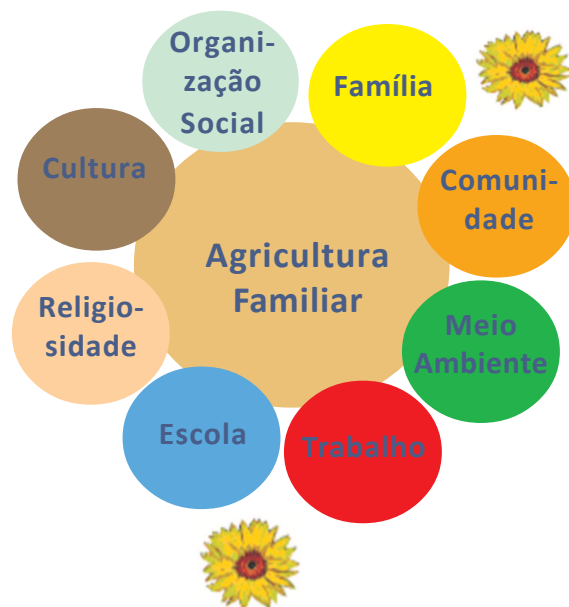 Organi-
zação
Social
Família
Cultura
Comuni-
dade
Agricultura
Familiar
Religio-
sidade
Meio
Ambiente
Escola
Trabalho